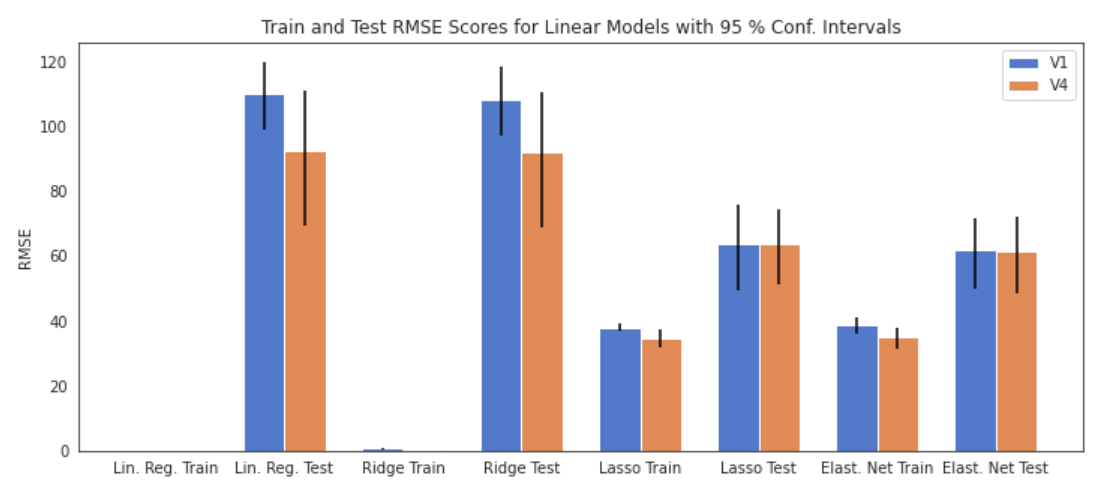 Train and Test RMSE Scores for Linear Models with 95 % Conf. Intervals
V1
V4
120
100
80
60
40
20
0
RMSE
Lin. Reg. Train Lin. Reg. Test Ridge Train Ridge Test Lasso Train Lasso Test Elast. Net Train Elast. Net Test